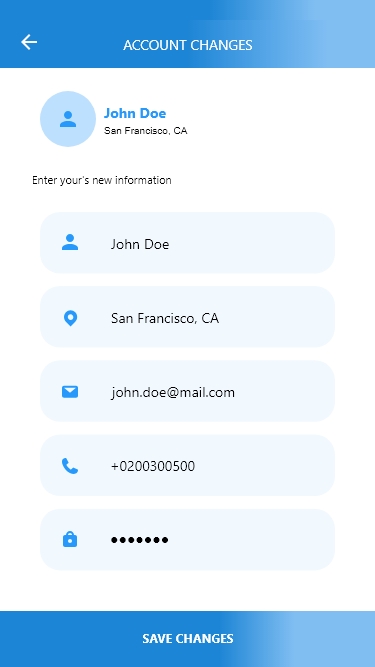 ACCOUNT CHANGES
John Doe
San Francisco, CA
Enter your's new information
John Doe
San Francisco, CA
john.doe@mail.com
+0200300500
●●●●●●●
SAVE CHANGES